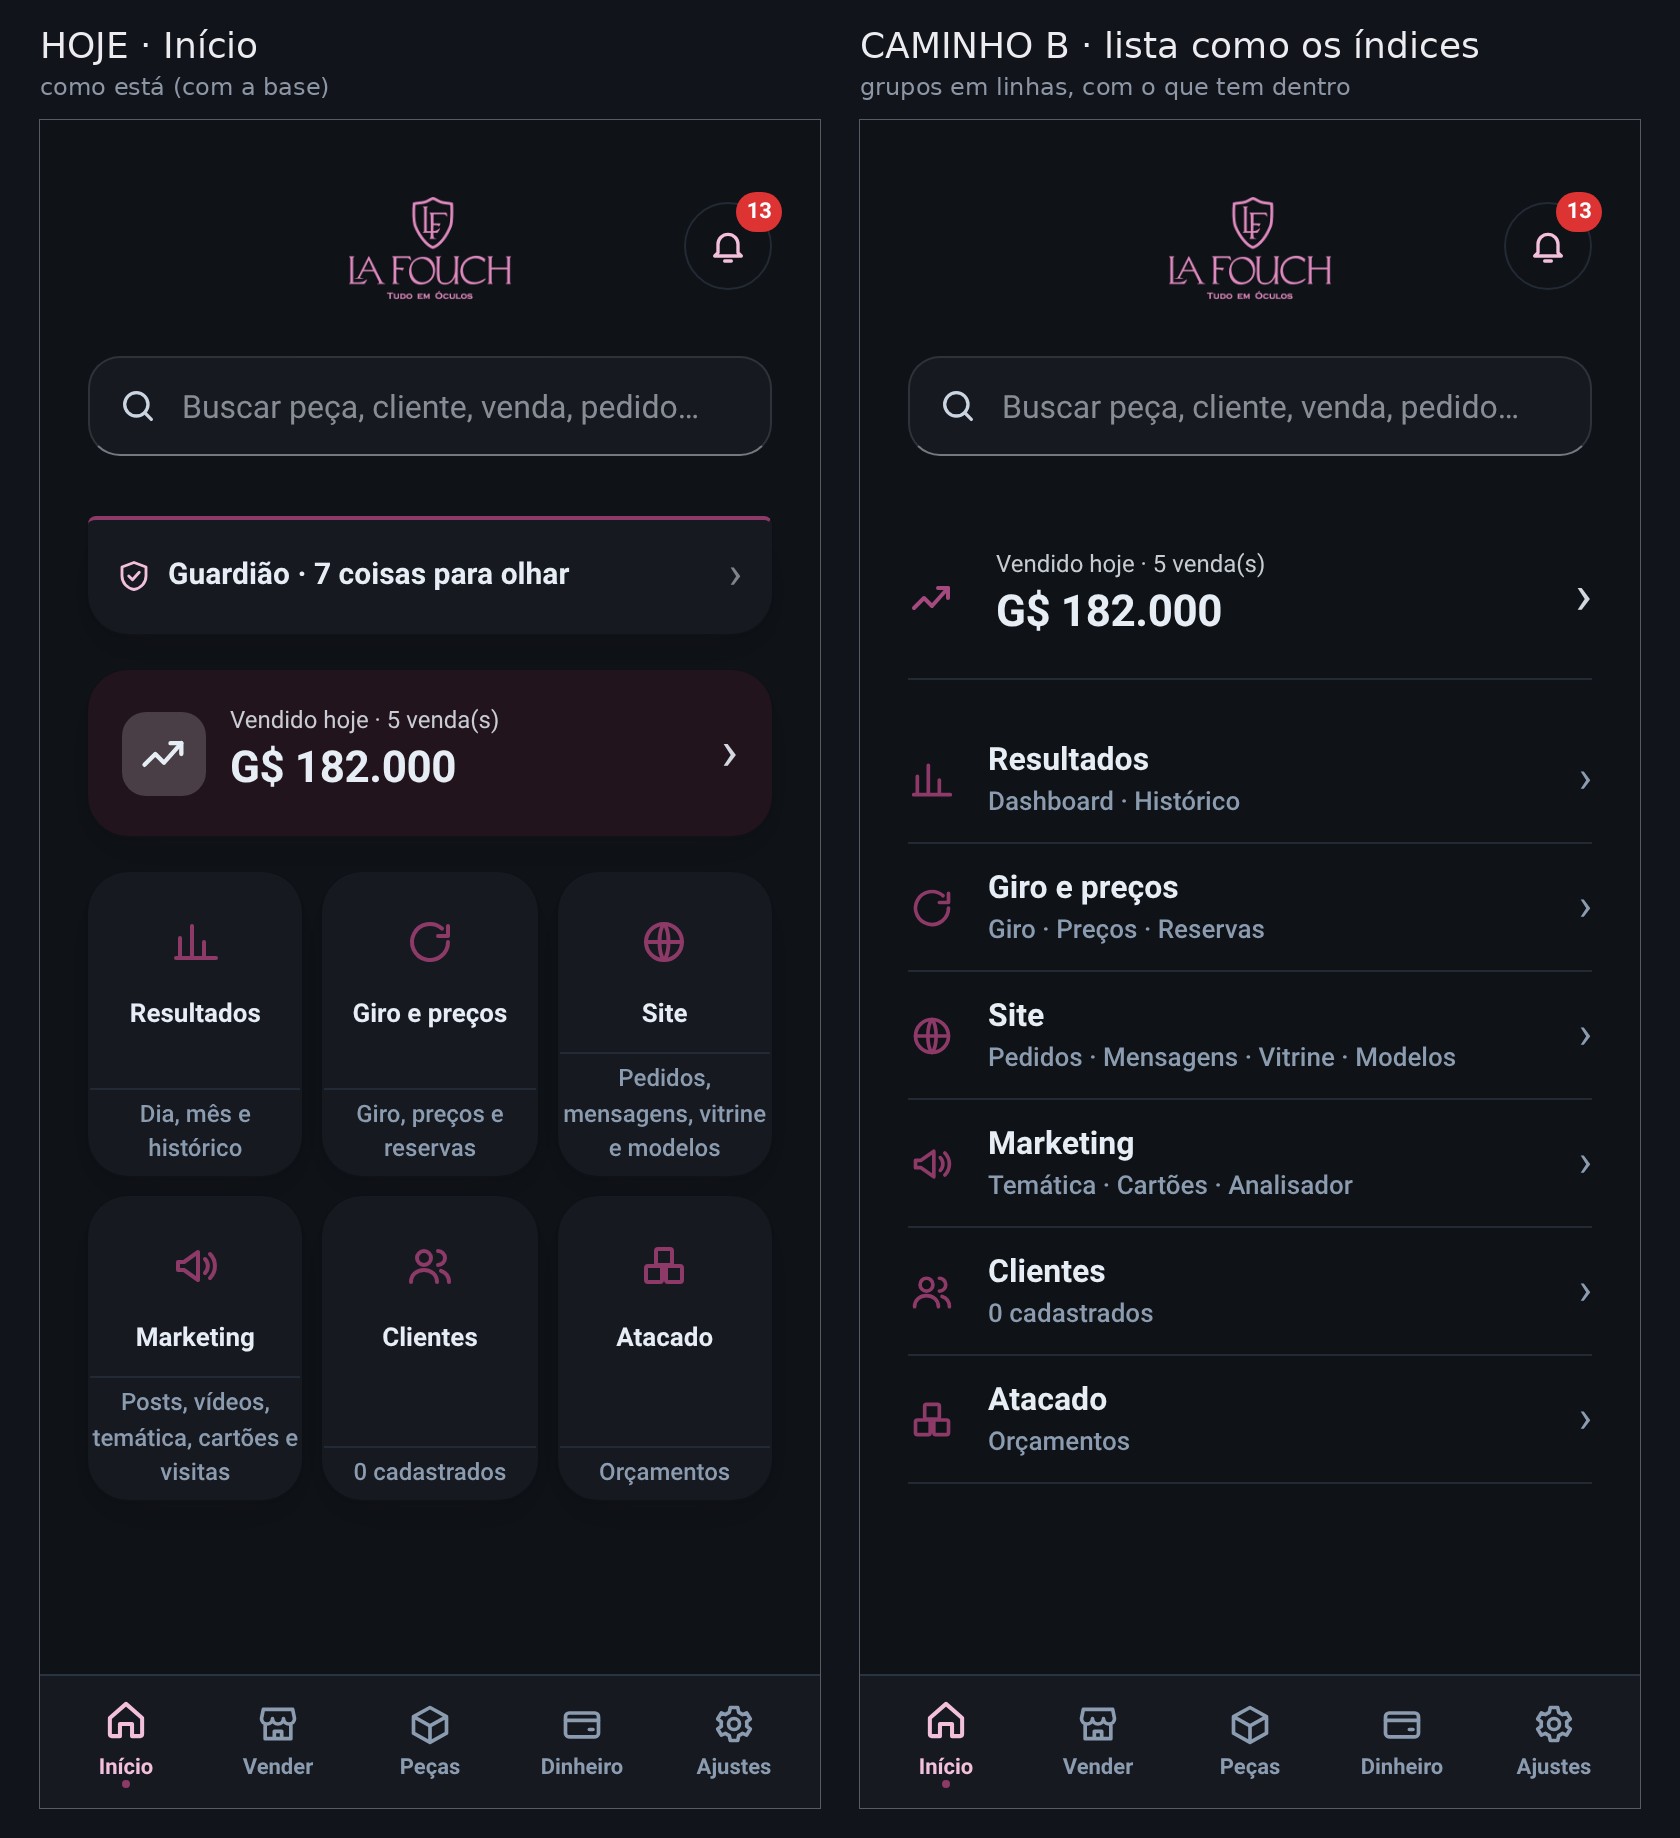 HOJE · Início
como está (com a base)
13
LF
LA FOUCH
TUDO EM ÓCULOS
Buscar peça, cliente, venda, pedido...
Guardião · 7 coisas para olhar
Vendido hoje · 5 venda(s)
G$ 182.000
Resultados
Dia, mês e
histórico
Giro e preços
Giro, preços e
reservas
Site
Pedidos,
mensagens, vitrine
e modelos
Marketing
Posts, vídeos,
temática, cartões e
visitas
Clientes
0 cadastrados
Atacado
Orçamentos
Início
Vender
Peças
Dinheiro
Ajustes
CAMINHO B · lista como os índices
grupos em linhas, com o que tem dentro
13
LF
LA FOUCH
TUDO EM ÓCULOS
Buscar peça, cliente, venda, pedido...
Vendido hoje · 5 venda(s)
G$ 182.000
Resultados
Dashboard · Histórico
Giro e preços
Giro · Preços · Reservas
Site
Pedidos · Mensagens · Vitrine · Modelos
Marketing
Temática · Cartões · Analisador
Clientes
0 cadastrados
Atacado
Orçamentos
Início
Vender
Peças
Dinheiro
Ajustes